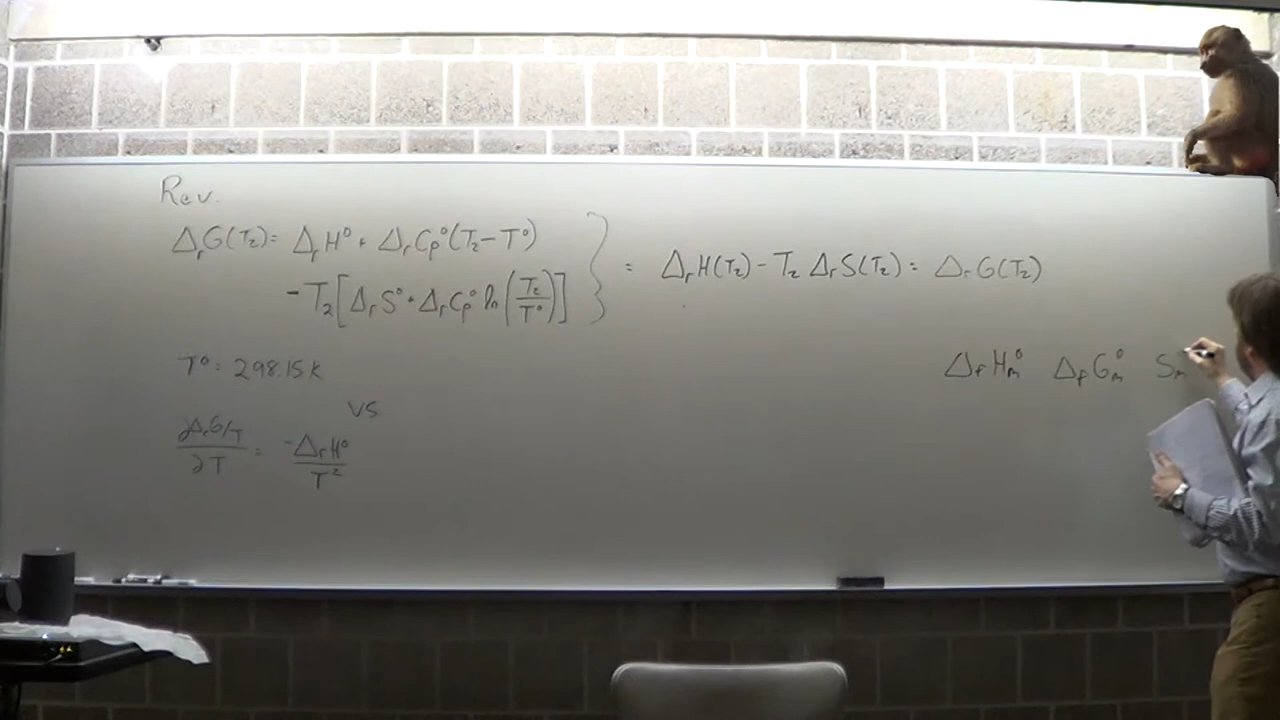 Rev.
ΔrG(T₂) = ΔrH° + ΔrCp°(T₂ - T°)
- T₂[ΔrS° + ΔrCp° ln(T₂/T°)] } = ΔrH(T₂) - T₂ ΔrS(T₂) = ΔrG(T₂)
ΔfHm° ΔfGm° Sm
T° = 298.15 K
VS
∂ΔrG/T / ∂T = -ΔrH° / T²